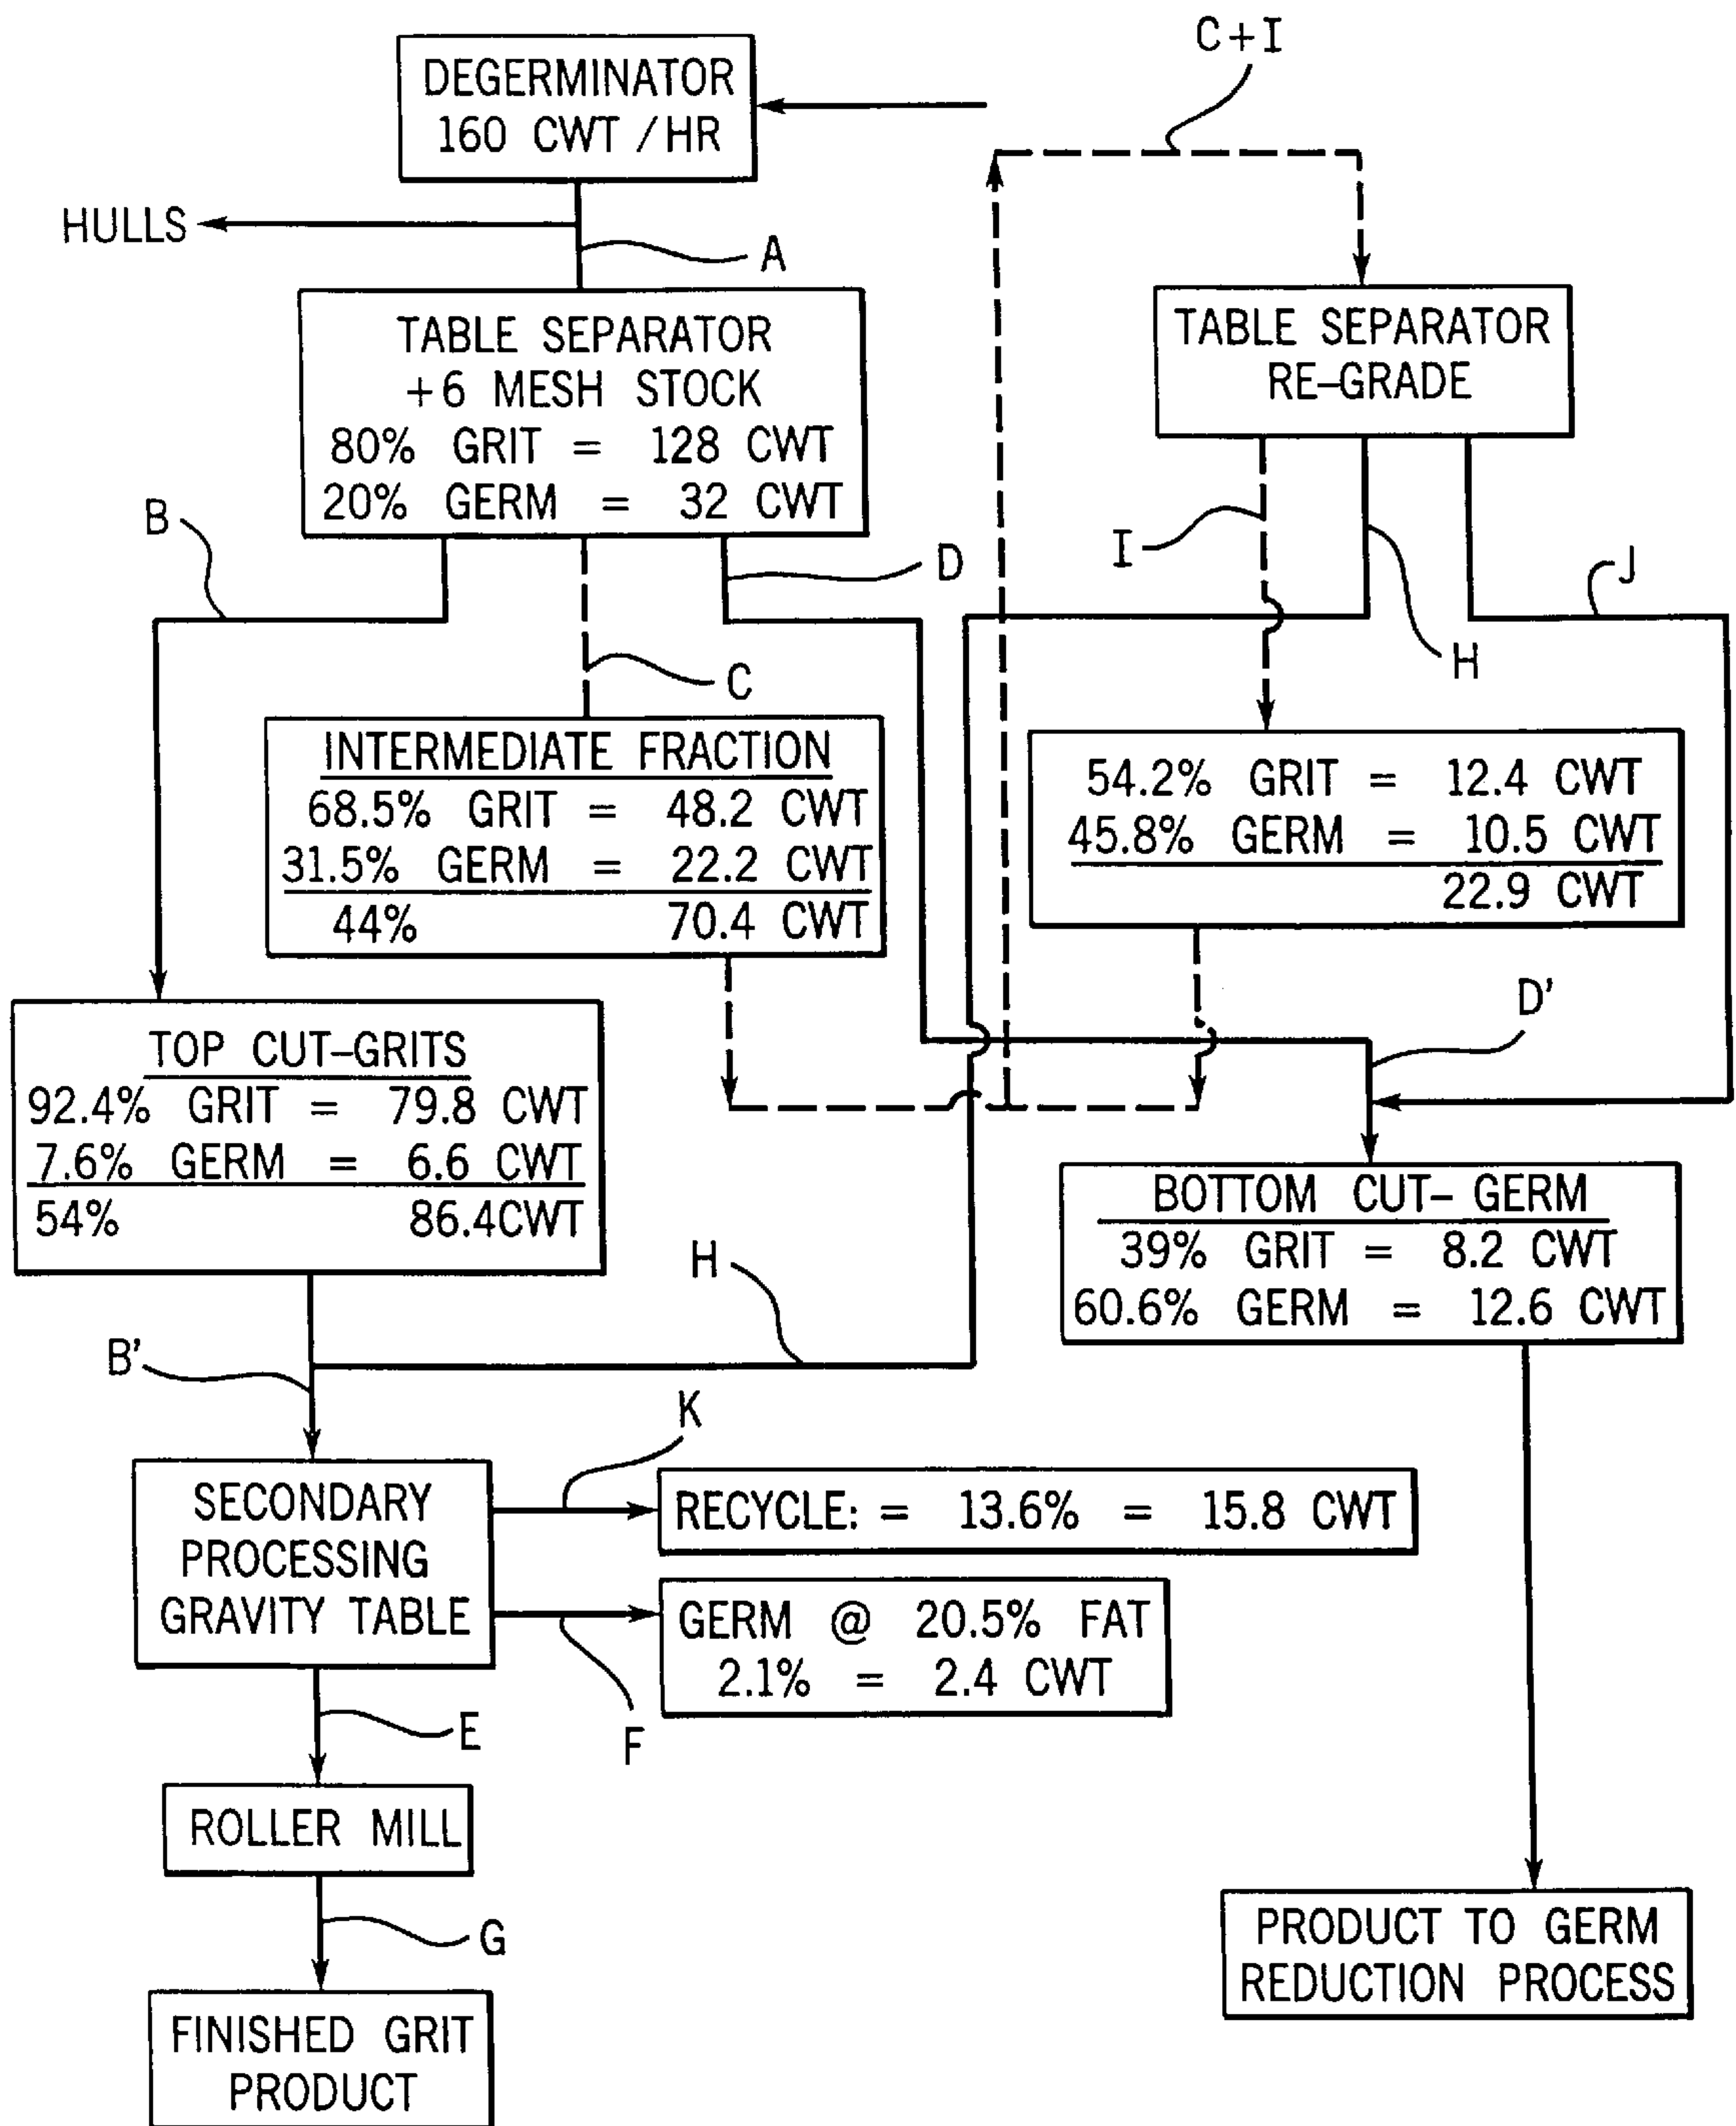 C+I
DEGERMINATOR
160 CWT /HR
HULLS
A
TABLE SEPARATOR
+6 MESH STOCK
80% GRIT = 128 CWT
20% GERM = 32 CWT
TABLE SEPARATOR
RE-GRADE
B
D
I
J
H
C
INTERMEDIATE FRACTION
68.5% GRIT = 48.2 CWT
31.5% GERM = 22.2 CWT
44% 70.4 CWT
54.2% GRIT = 12.4 CWT
45.8% GERM = 10.5 CWT
22.9 CWT
D'
TOP CUT-GRITS
92.4% GRIT = 79.8 CWT
7.6% GERM = 6.6 CWT
54% 86.4CWT
BOTTOM CUT- GERM
39% GRIT = 8.2 CWT
60.6% GERM = 12.6 CWT
H
B'
K
SECONDARY
PROCESSING
GRAVITY TABLE
RECYCLE: = 13.6% = 15.8 CWT
GERM @ 20.5% FAT
2.1% = 2.4 CWT
E
F
ROLLER MILL
G
PRODUCT TO GERM
REDUCTION PROCESS
FINISHED GRIT
PRODUCT